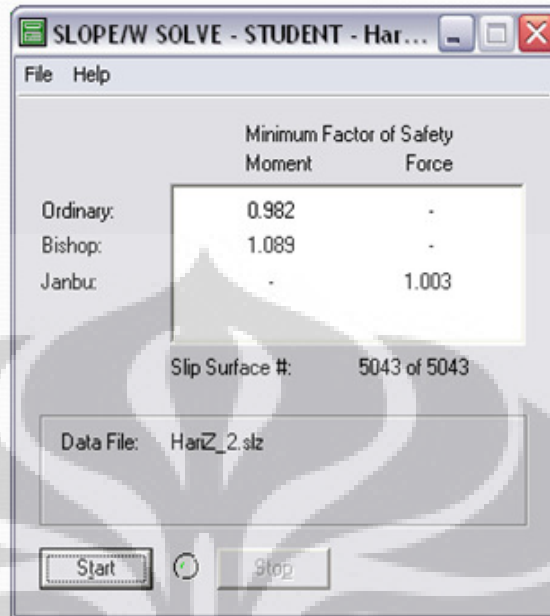 SLOPE/W SOLVE - STUDENT - Har...
File Help
Minimum Factor of Safety
Moment Force
Ordinary: 0.982 -
Bishop: 1.089 -
Janbu: - 1.003
Slip Surface #: 5043 of 5043
Data File: HariZ_2.slz
Start Stop